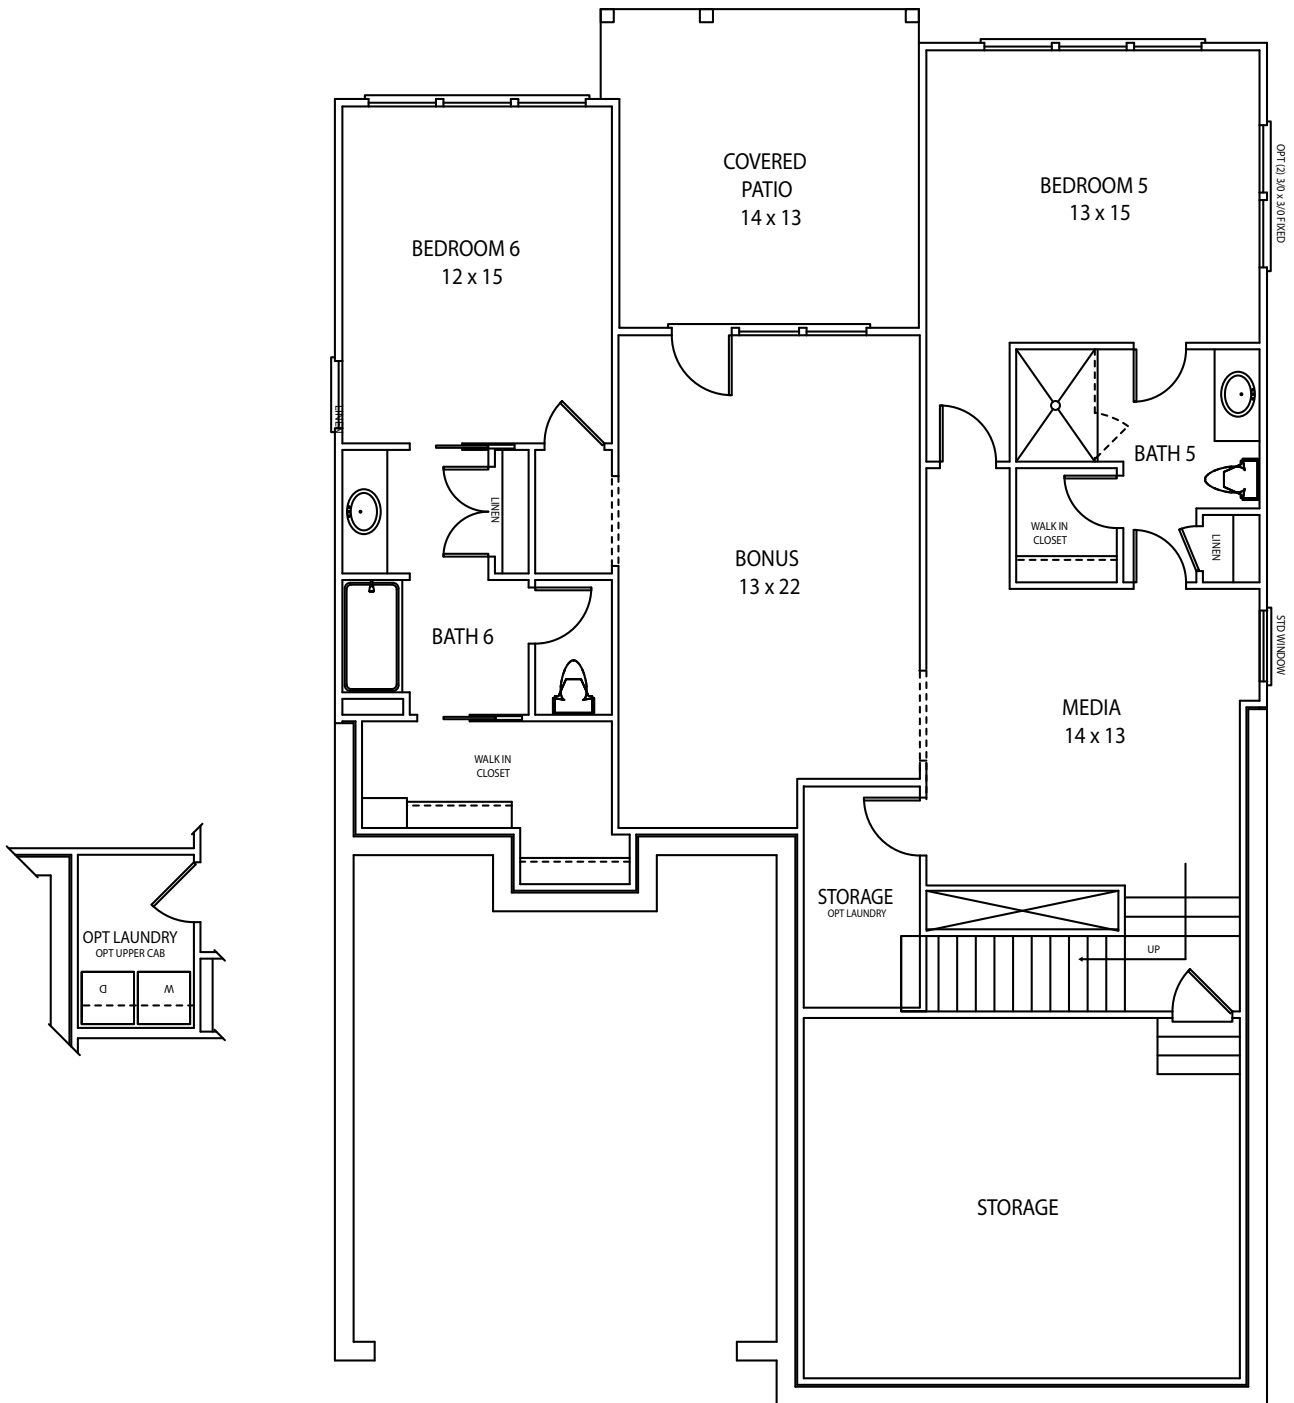 COVERED
PATIO
14 x 13
BEDROOM 5
13 x 15
OPT (2) 3/0 x 3/0 FIXED
BEDROOM 6
12 x 15
LINEN
BATH 5
LINEN
WALK IN
CLOSET
LINEN
BONUS
13 x 22
BATH 6
STD WINDOW
MEDIA
14 x 13
WALK IN
CLOSET
STORAGE
OPT LAUNDRY
UP
OPT LAUNDRY
OPT UPPER CAB
D
W
STORAGE